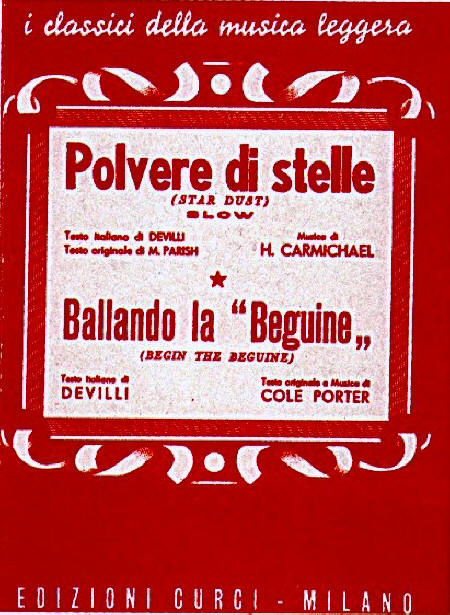 i classici della musica leggera
Polvere di stelle
(STAR DUST)
SLOW
Testo italiano di DEVILLI
Testo originale di M. PARISH
Musica di
H. CARMICHAEL
Ballando la “Beguine„
(BEGIN THE BEGUINE)
Testo italiano di
DEVILLI
Testo originale e Musica di
COLE PORTER
EDIZIONI CURCI - MILANO